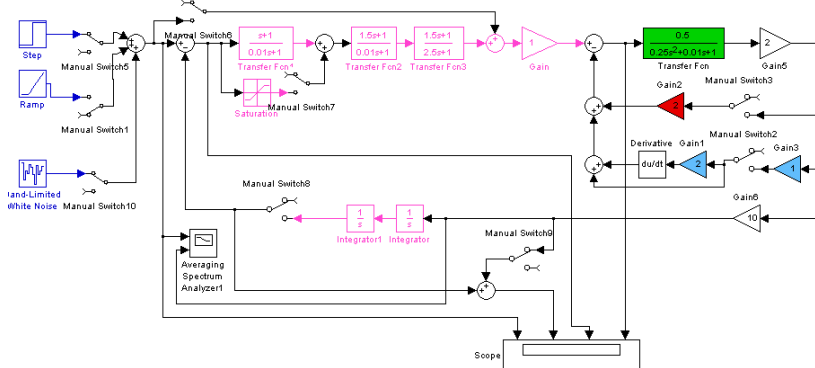 Step
Manual Switch5
Ramp
Manual Switch1
White Noise
Manual Switch10
Manual Switch6
s+1
0.01s+1
Transfer Fcn1
Saturation
Manual Switch7
1.5s+1
0.01s+1
Transfer Fcn2
1.5s+1
2.5s+1
Transfer Fcn3
1
Gain
0.5
0.25s²+0.01s+1
Transfer Fcn
2
Gain5
Gain2
2
Manual Switch3
Derivative
du/dt
Gain1
2
Manual Switch2
Gain3
1
Manual Switch8
1
s
Integrator1
1
s
Integrator
Gain6
10
Manual Switch9
Averaging
Spectrum
Analyzer1
Scope